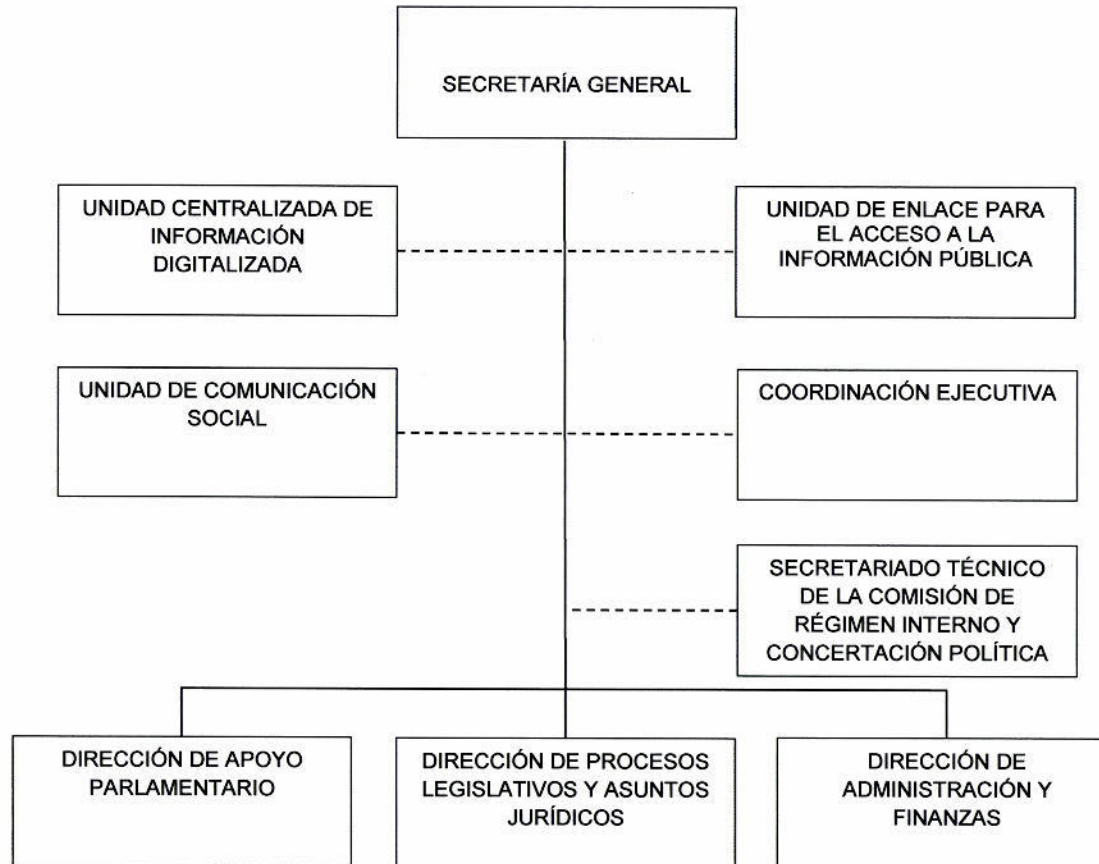 SECRETARÍA GENERAL
UNIDAD CENTRALIZADA DE
INFORMACIÓN
DIGITALIZADA
UNIDAD DE ENLACE PARA
EL ACCESO A LA
INFORMACIÓN PÚBLICA
UNIDAD DE COMUNICACIÓN
SOCIAL
COORDINACIÓN EJECUTIVA
SECRETARIADO TÉCNICO
DE LA COMISIÓN DE
RÉGIMEN INTERNO Y
CONCERTACIÓN POLÍTICA
DIRECCIÓN DE APOYO
PARLAMENTARIO
DIRECCIÓN DE PROCESOS
LEGISLATIVOS Y ASUNTOS
JURÍDICOS
DIRECCIÓN DE
ADMINISTRACIÓN Y
FINANZAS